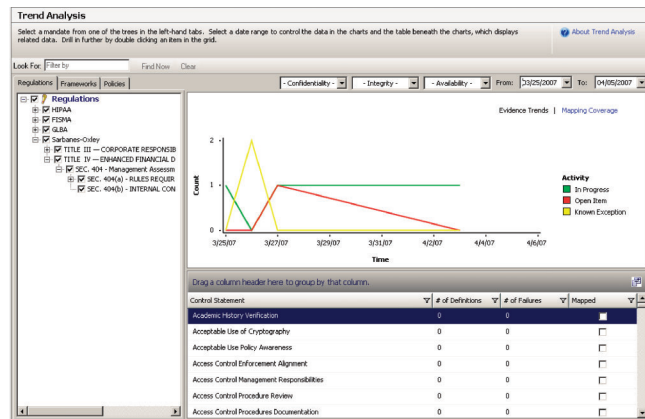 Trend Analysis
Select a mandate from one of the trees in the left-hand tabs. Select a date range to control the data in the charts and the table beneath the charts, which displays
related data. Drill in further by double clicking an item in the grid.
About Trend Analysis
Look For: Filter by Find Now Clear
Regulations Frameworks Policies
- Confidentiality - - Integrity - - Availability - From: 03/25/2007 To: 04/05/2007
Regulations
HIPAA
FISMA
GLBA
Sarbanes-Oxley
TITLE III — CORPORATE RESPONSIB
TITLE IV — ENHANCED FINANCIAL D
SEC. 404 - Management Assessm
SEC. 404(a) - RULES REQUIR
SEC. 404(b) - INTERNAL CON
Evidence Trends | Mapping Coverage
Count
2
1
0
3/25/07 3/27/07 3/29/07 3/31/07 4/2/07 4/4/07 4/6/07
Time
Activity
In Progress
Open Item
Known Exception
Drag a column header here to group by that column.
Control Statement # of Definitions # of Failures Mapped
Academic History Verification 0 0
Acceptable Use of Cryptography 0 0
Acceptable Use Policy Awareness 0 0
Access Control Enforcement Alignment 0 0
Access Control Management Responsibilities 0 0
Access Control Procedure Review 0 0
Access Control Procedures Documentation 0 0